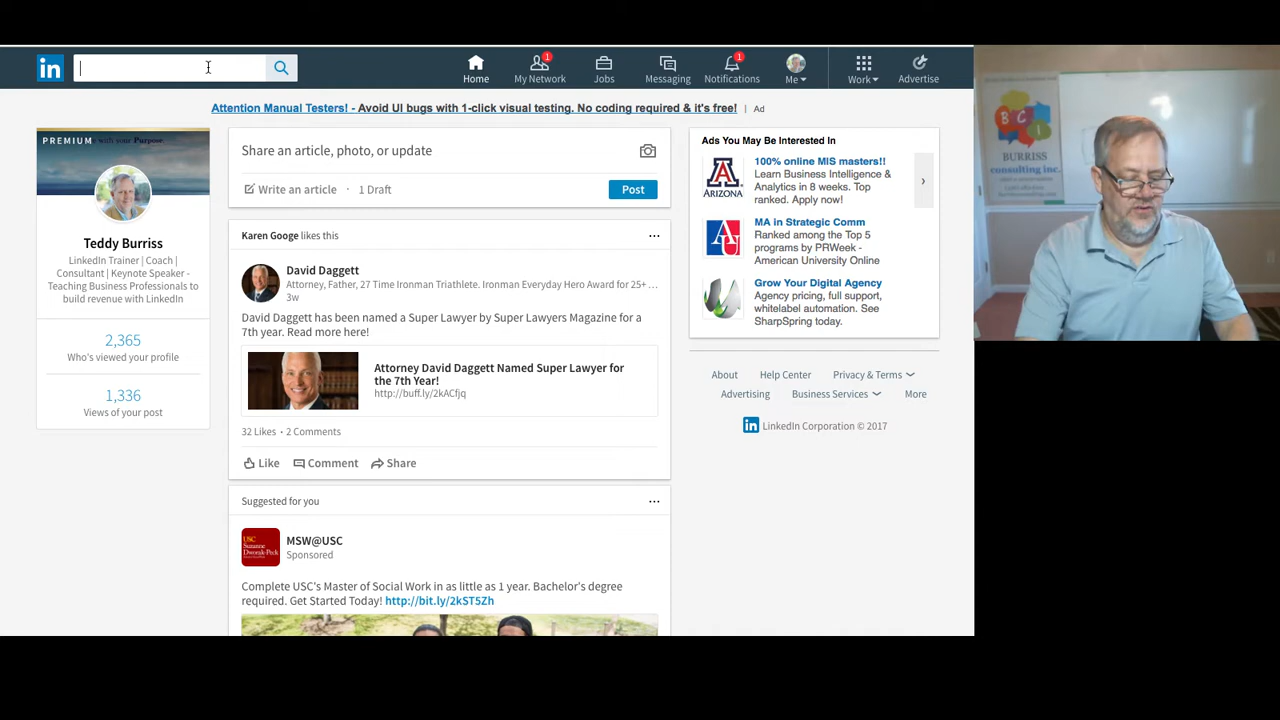 in
Home
My Network
1
Jobs
Messaging
Notifications
1
Me
Work
Advertise
Attention Manual Testers! - Avoid UI bugs with 1-click visual testing. No coding required & it's free! | Ad
PREMIUM with your Purpose.
Teddy Burriss
LinkedIn Trainer | Coach |
Consultant | Keynote Speaker -
Teaching Business Professionals to
build revenue with LinkedIn
2,365
Who's viewed your profile
1,336
Views of your post
Share an article, photo, or update
Write an article • 1 Draft
Post
Karen Googe likes this
David Daggett
Attorney, Father, 27 Time Ironman Triathlete. Ironman Everyday Hero Award for 25+ …
3w
David Daggett has been named a Super Lawyer by Super Lawyers Magazine for a
7th year. Read more here!
Attorney David Daggett Named Super Lawyer for
the 7th Year!
http://buff.ly/2kACfjq
32 Likes • 2 Comments
Like
Comment
Share
Suggested for you
USC
Suzanne
Dworak-Peck
MSW@USC
Sponsored
Complete USC's Master of Social Work in as little as 1 year. Bachelor's degree
required. Get Started Today! http://bit.ly/2kST5Zh
Ads You May Be Interested In
A
ARIZONA
100% online MIS masters!!
Learn Business Intelligence &
Analytics in 8 weeks. Top
ranked. Apply now!
MA in Strategic Comm
Ranked among the Top 5
programs by PRWeek -
American University Online
Grow Your Digital Agency
Agency pricing, full support,
whitelabel automation. See
SharpSpring today.
About
Help Center
Privacy & Terms
Advertising
Business Services
More
in LinkedIn Corporation © 2017
BCI
BURRISS
consulting inc.